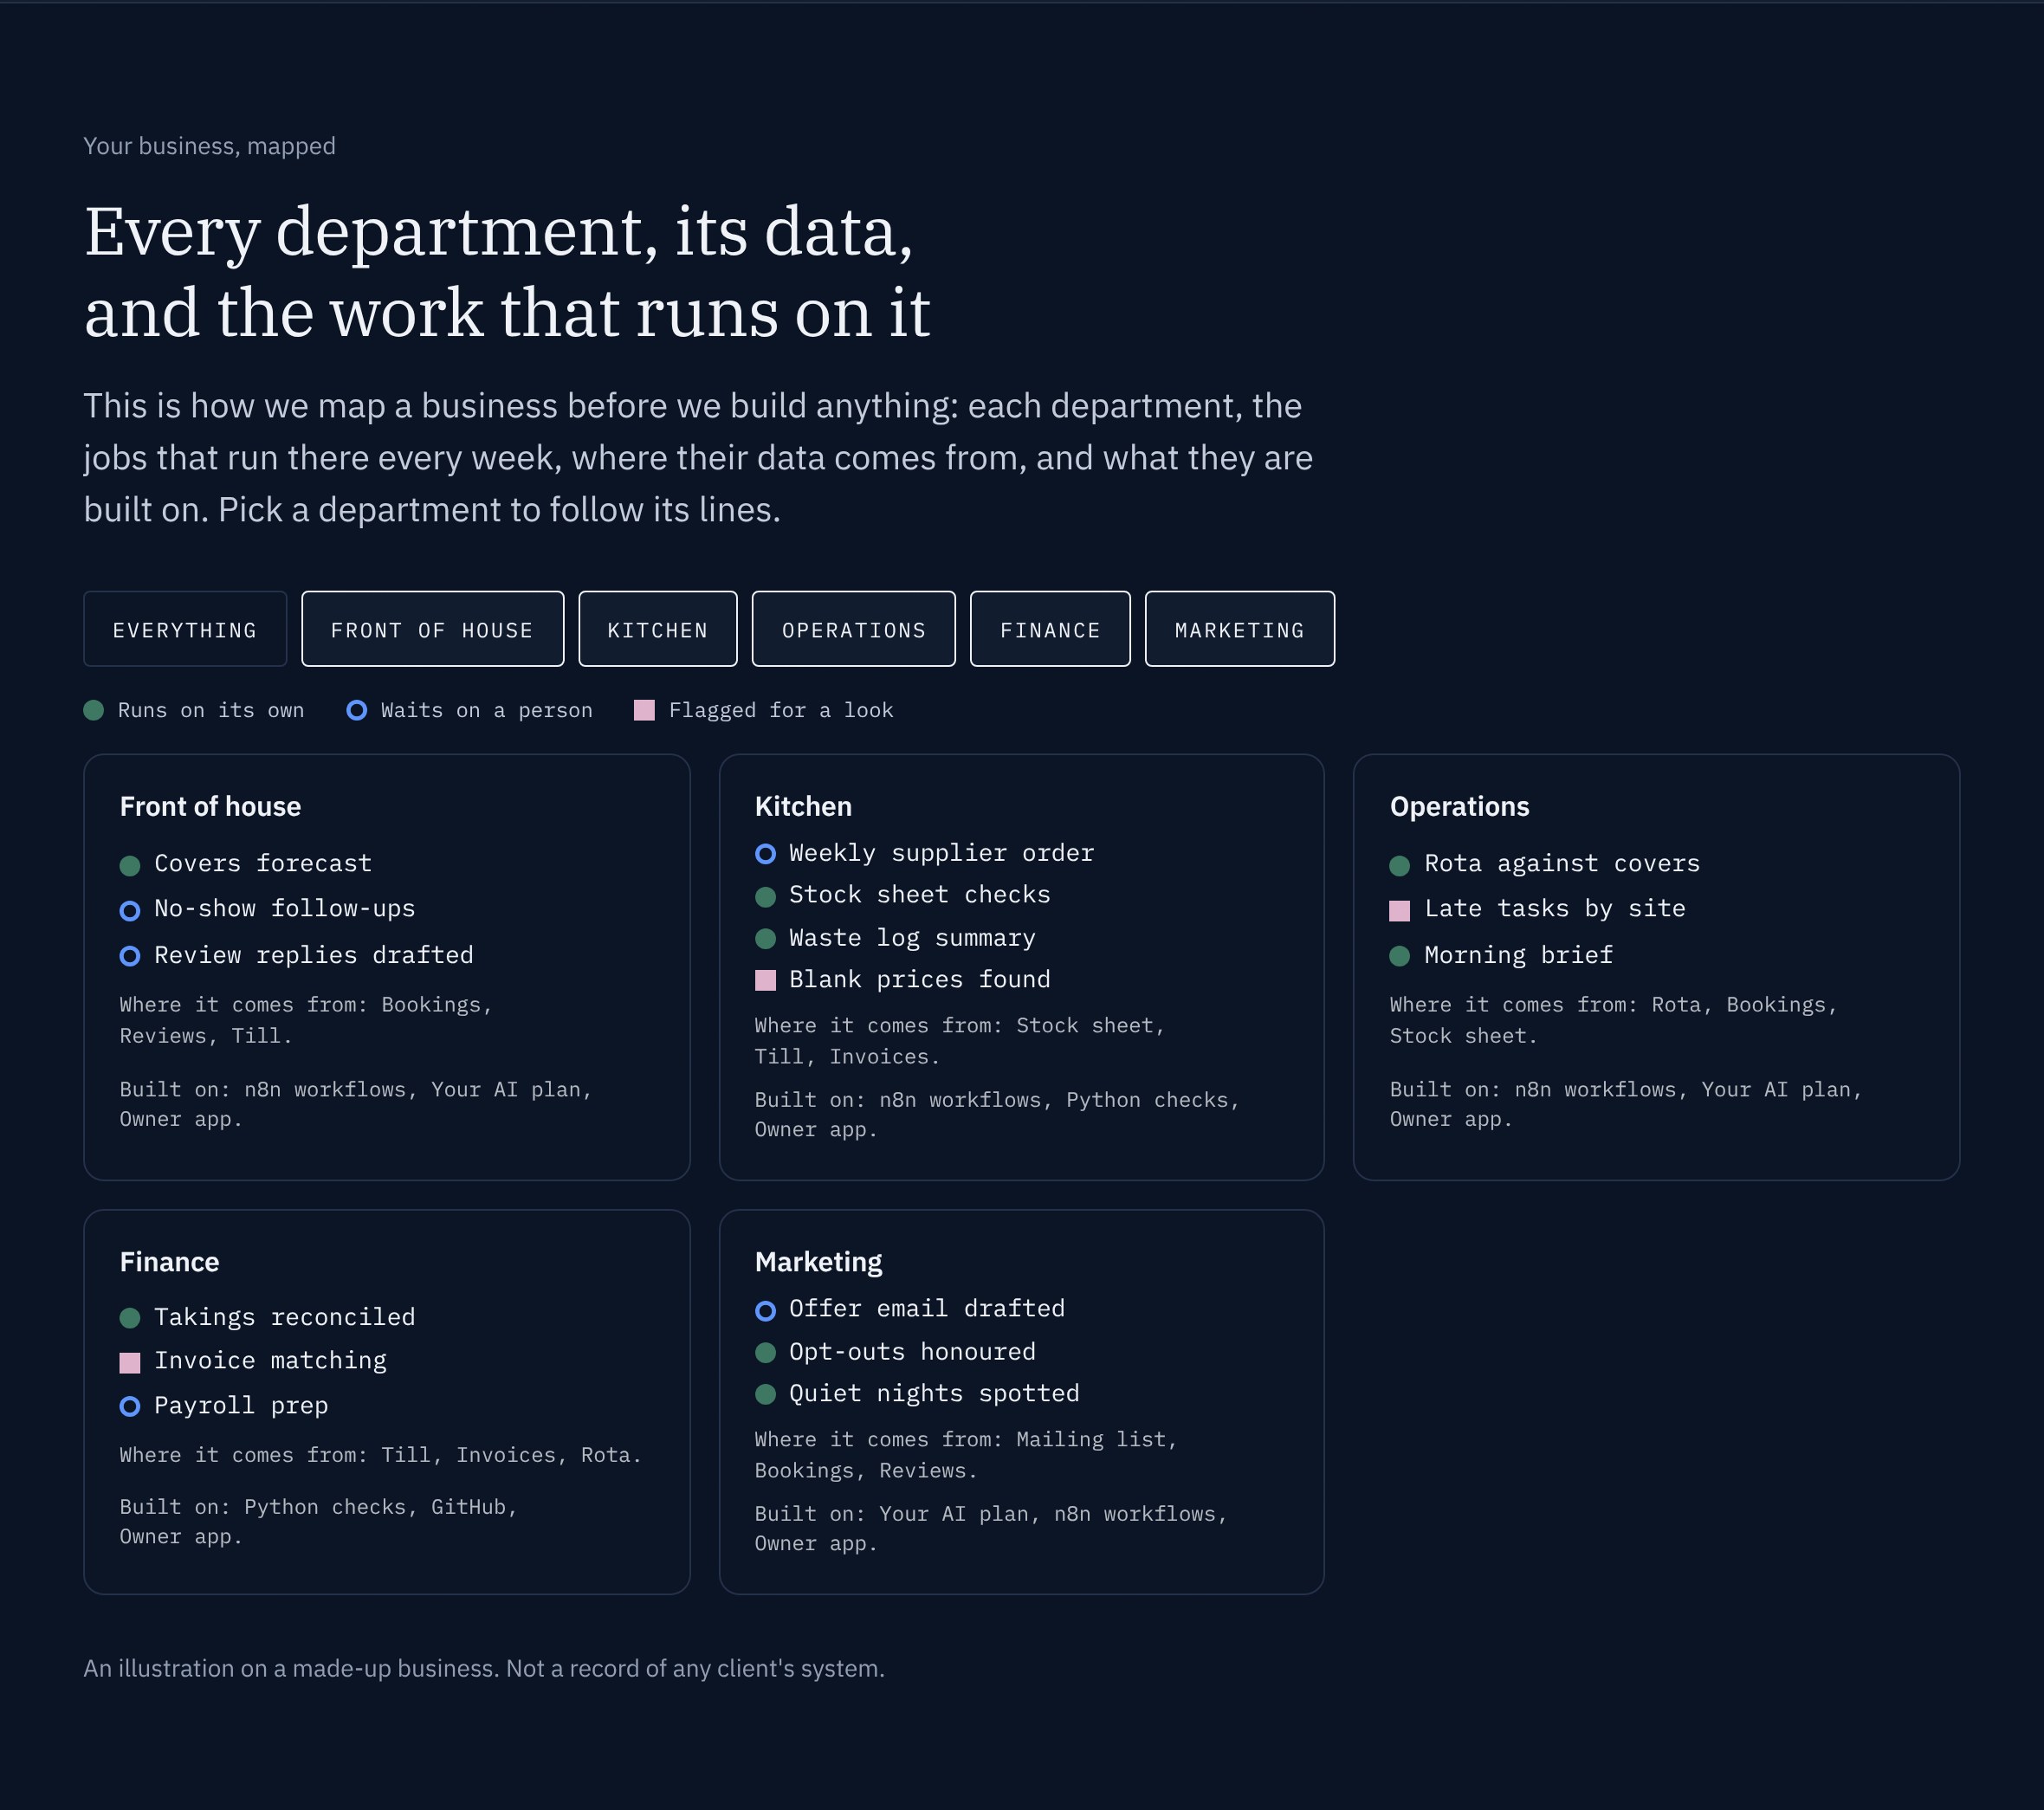 Your business, mapped
Every department, its data,
and the work that runs on it
This is how we map a business before we build anything: each department, the
jobs that run there every week, where their data comes from, and what they are
built on. Pick a department to follow its lines.
EVERYTHING
FRONT OF HOUSE
KITCHEN
OPERATIONS
FINANCE
MARKETING
Runs on its own
Waits on a person
Flagged for a look
Front of house
Covers forecast
No-show follow-ups
Review replies drafted
Where it comes from: Bookings,
Reviews, Till.
Built on: n8n workflows, Your AI plan,
Owner app.
Kitchen
Weekly supplier order
Stock sheet checks
Waste log summary
Blank prices found
Where it comes from: Stock sheet,
Till, Invoices.
Built on: n8n workflows, Python checks,
Owner app.
Operations
Rota against covers
Late tasks by site
Morning brief
Where it comes from: Rota, Bookings,
Stock sheet.
Built on: n8n workflows, Your AI plan,
Owner app.
Finance
Takings reconciled
Invoice matching
Payroll prep
Where it comes from: Till, Invoices, Rota.
Built on: Python checks, GitHub,
Owner app.
Marketing
Offer email drafted
Opt-outs honoured
Quiet nights spotted
Where it comes from: Mailing list,
Bookings, Reviews.
Built on: Your AI plan, n8n workflows,
Owner app.
An illustration on a made-up business. Not a record of any client's system.